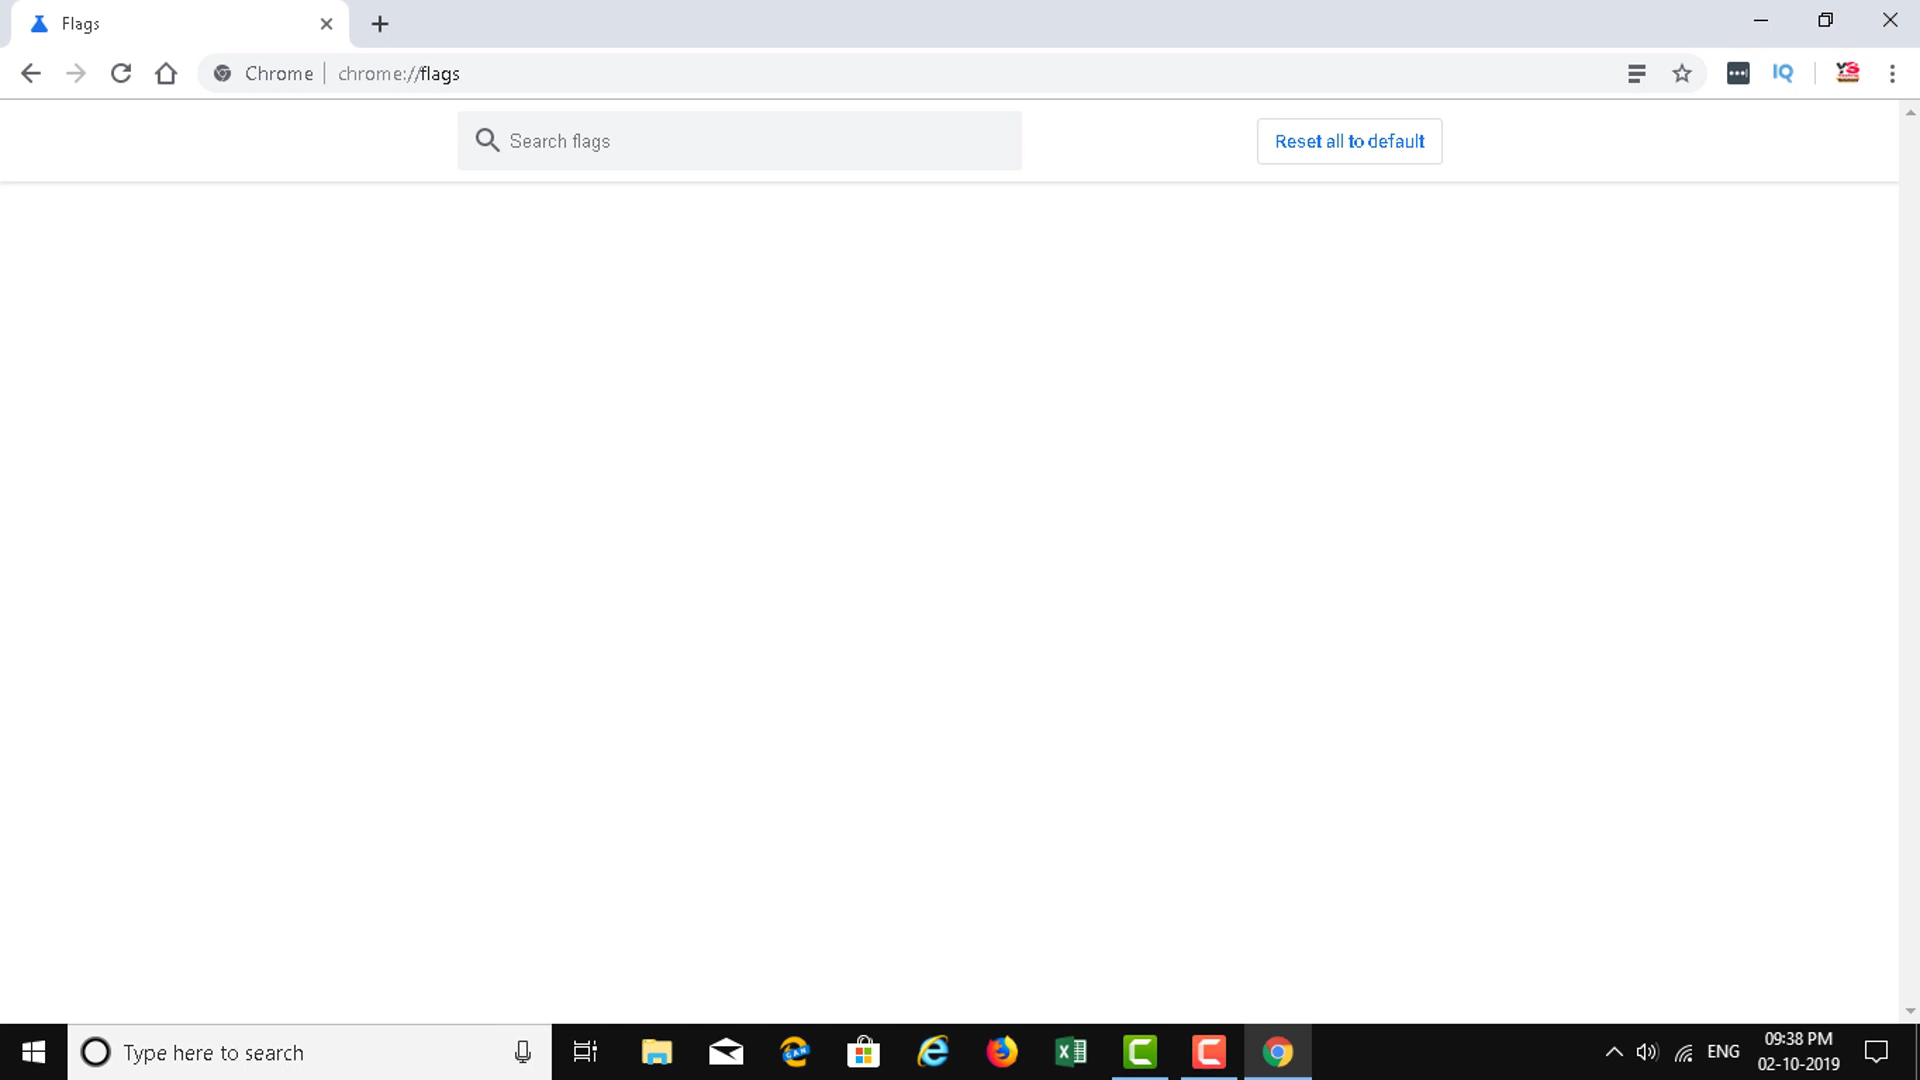 Flags
Chrome
chrome://flags
IQ
Search flags
Reset all to default
Type here to search
ENG
09:38 PM
02-10-2019